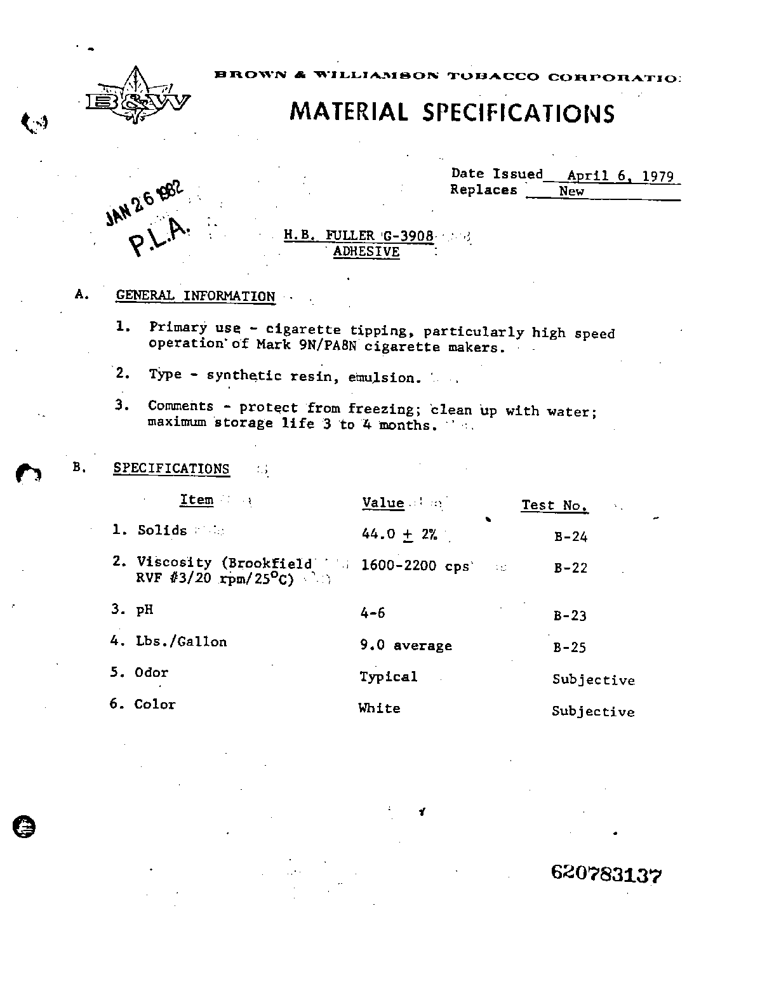 BROWN & WILLIAMSON TOBACCO CORPORATIO
B&W
MATERIAL SPECIFICATIONS
Date Issued April 6, 1979
Replaces New
JAN 26 1982
P.L.A.
H.B. FULLER G-3908
ADHESIVE
A. GENERAL INFORMATION
1. Primary use - cigarette tipping, particularly high speed
operation of Mark 9N/PA8N cigarette makers.
2. Type - synthetic resin, emulsion.
3. Comments - protect from freezing; clean up with water;
maximum storage life 3 to 4 months.
B. SPECIFICATIONS
Item Value Test No.
1. Solids 44.0 ± 2% B-24
2. Viscosity (Brookfield 1600-2200 cps B-22
RVF #3/20 rpm/25°C)
3. pH 4-6 B-23
4. Lbs./Gallon 9.0 average B-25
5. Odor Typical Subjective
6. Color White Subjective
620783137